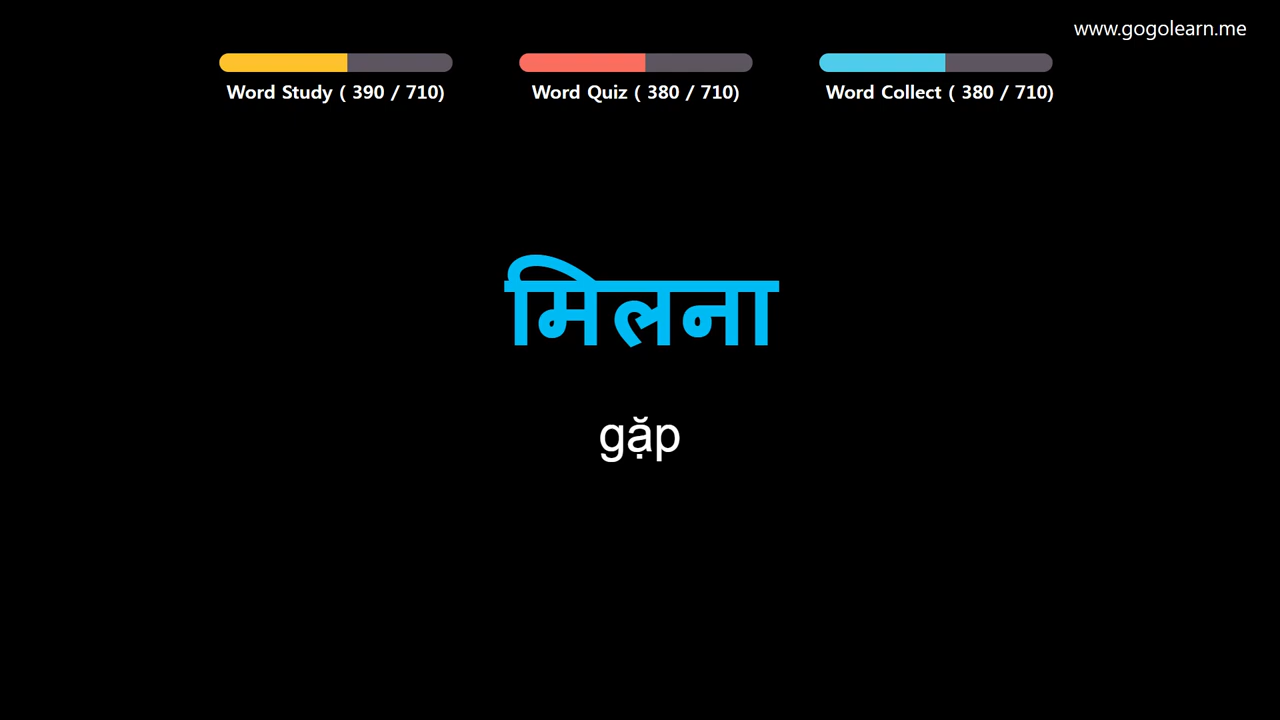 www.gogolearn.me
Word Study ( 390 / 710)
Word Quiz ( 380 / 710)
Word Collect ( 380 / 710)
मिलना
gặp